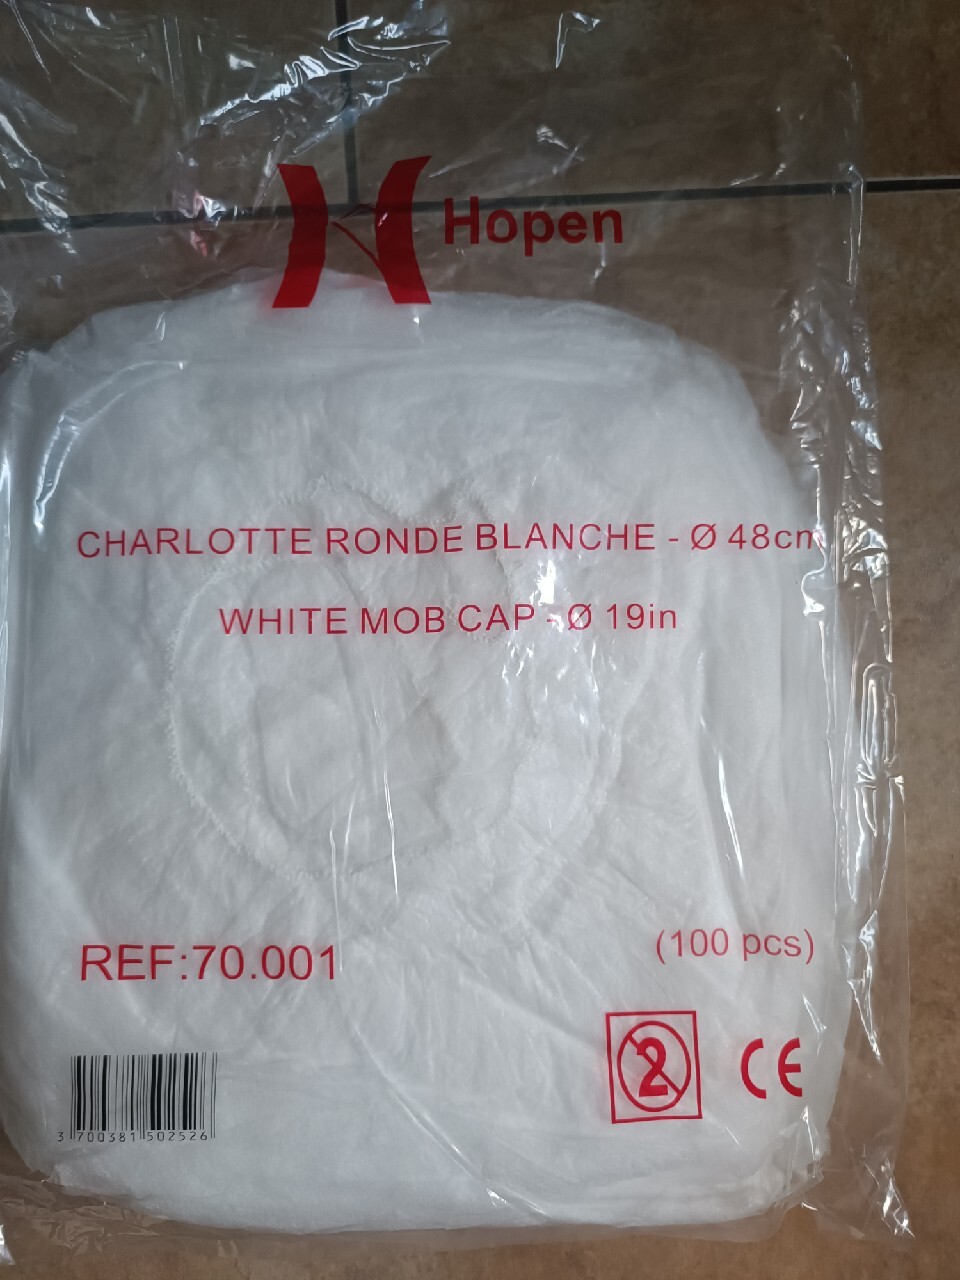 Hopen
CHARLOTTE RONDE BLANCHE - Ø 48cm
WHITE MOB CAP - Ø 19in
REF:70.001
(100 pcs)
2
CE
3 700381 502526